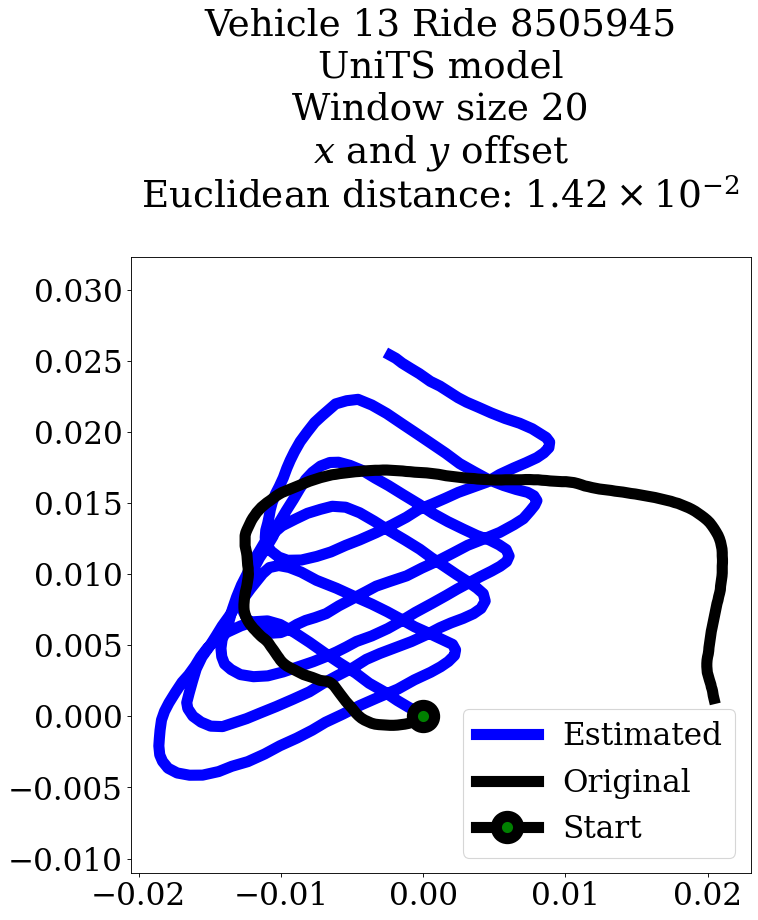 Vehicle 13 Ride 8505945
UniTS model
Window size 20
x and y offset
Euclidean distance: 1.42 × 10⁻²
0.030
0.025
0.020
0.015
0.010
0.005
0.000
−0.005
−0.010
Estimated
Original
Start
−0.02 −0.01 0.00 0.01 0.02